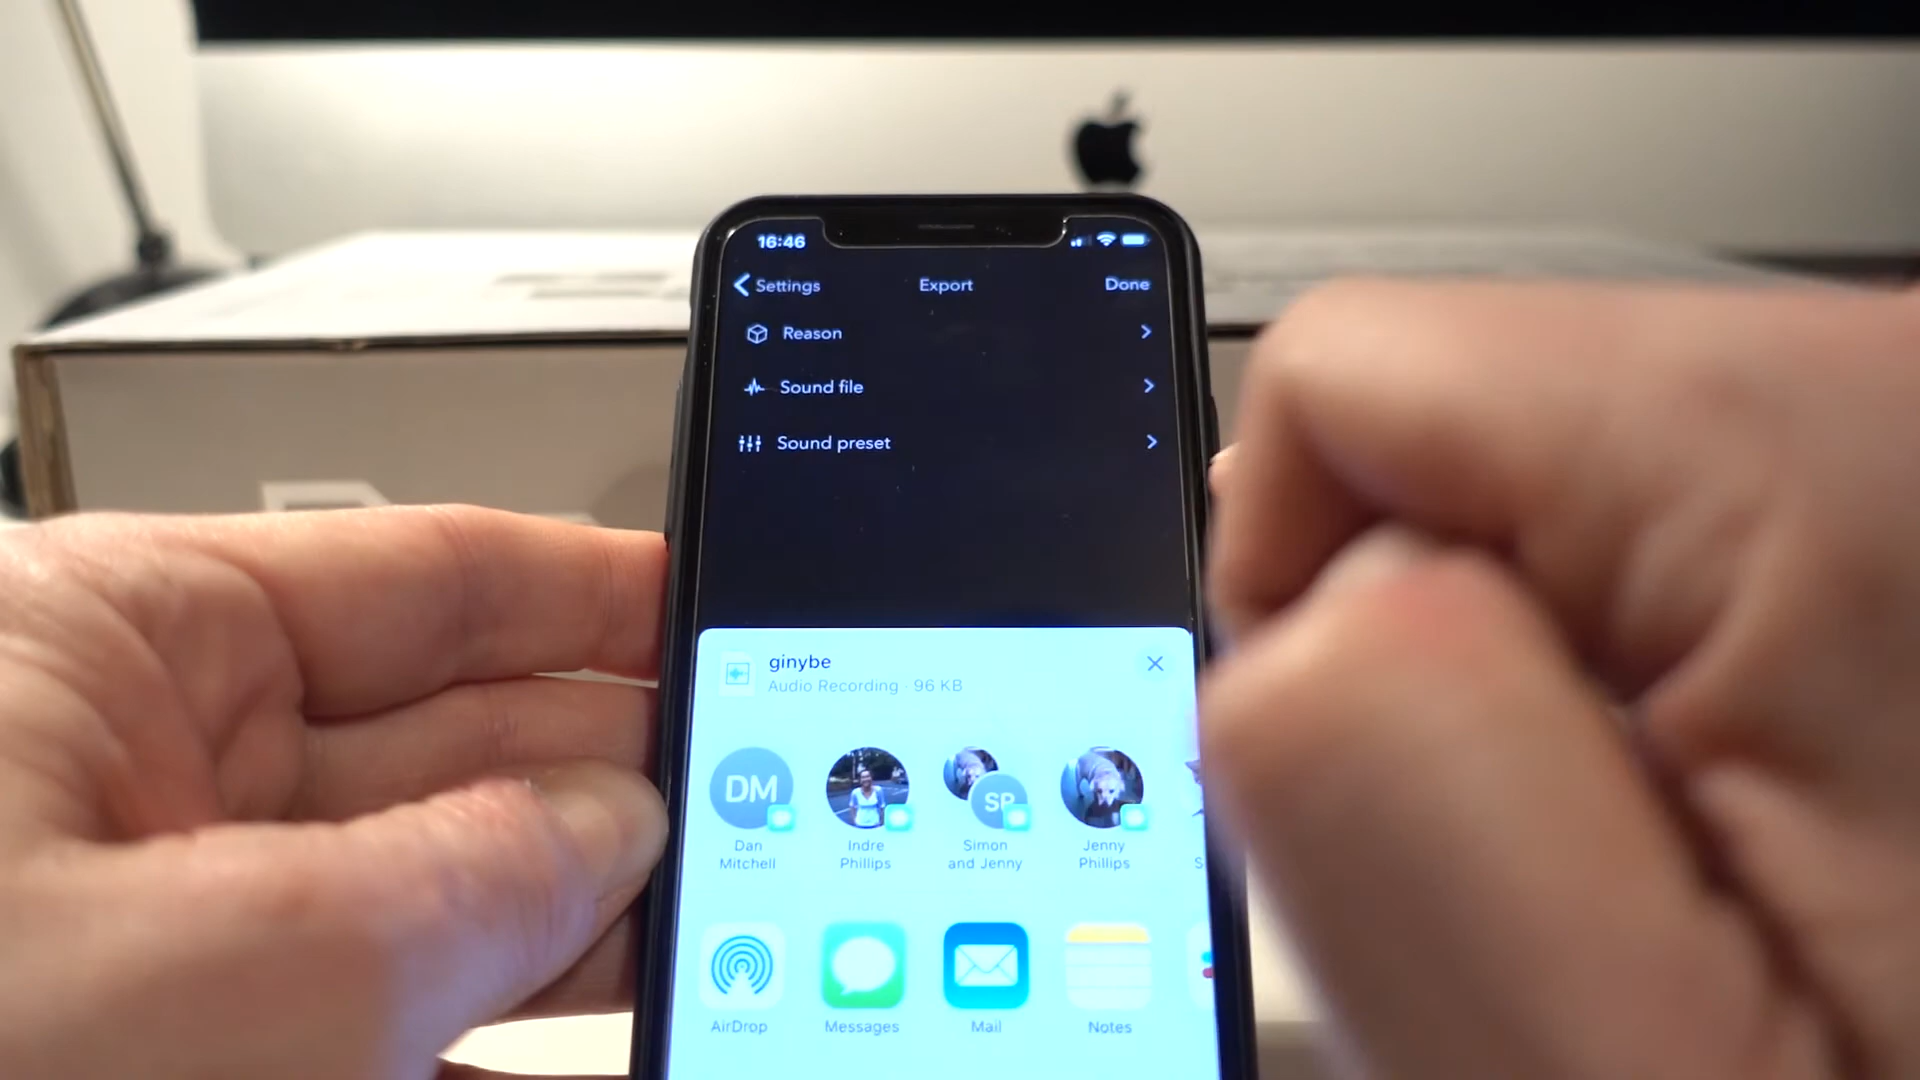 16:46
Settings
Export
Done
Reason
Sound file
Sound preset
ginybe
Audio Recording · 96 KB
DM
SP
Dan
Mitchell
Indre
Phillips
Simon
and Jenny
Jenny
Phillips
S
AirDrop
Messages
Mail
Notes